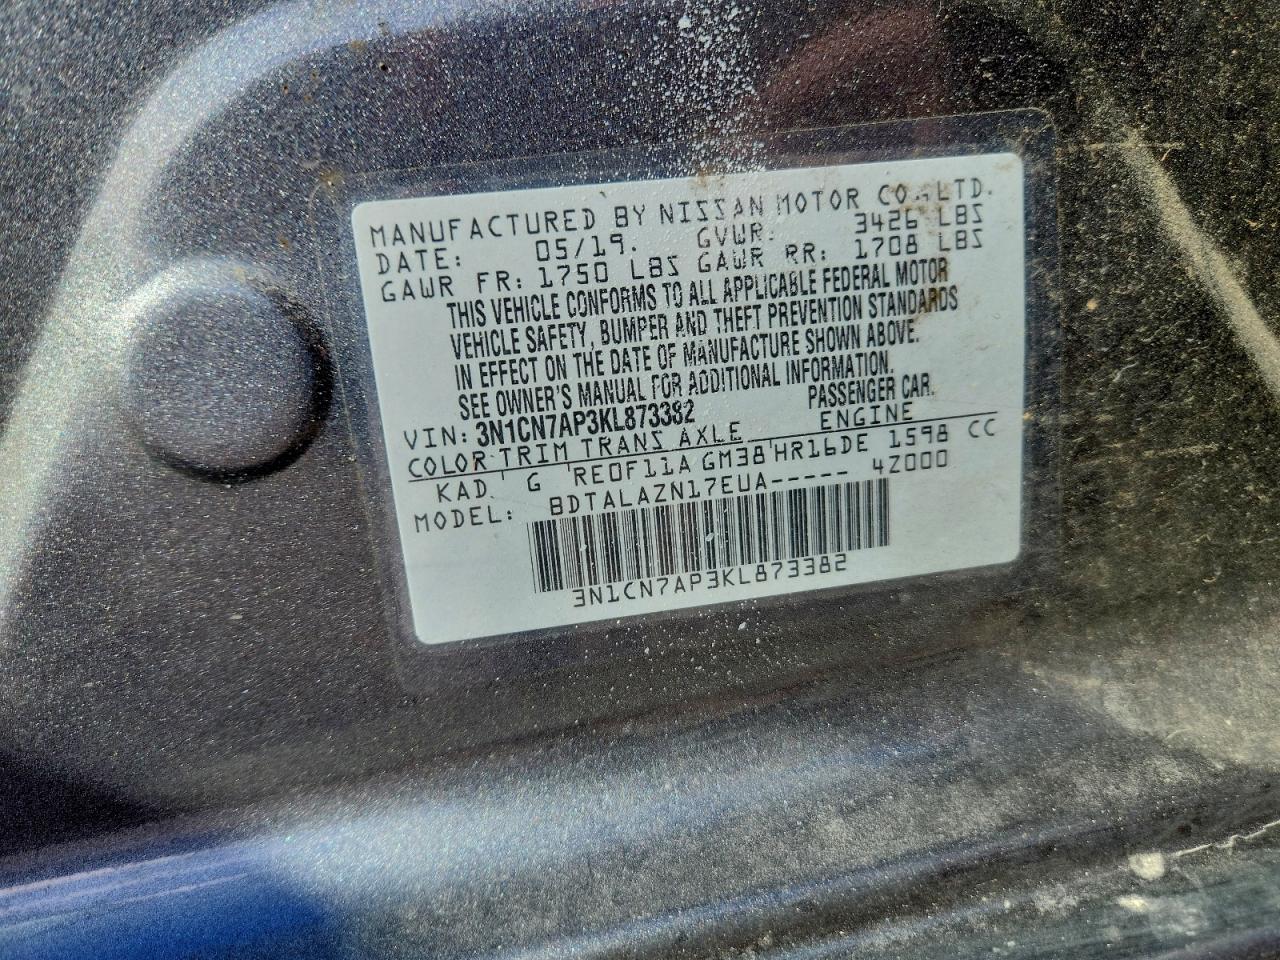 MANUFACTURED BY NISSAN MOTOR CO., LTD.
DATE: 05/19. GVWR: 3426 LBS
GAWR FR: 1750 LBS GAWR RR: 1708 LBS
THIS VEHICLE CONFORMS TO ALL APPLICABLE FEDERAL MOTOR
VEHICLE SAFETY, BUMPER AND THEFT PREVENTION STANDARDS
IN EFFECT ON THE DATE OF MANUFACTURE SHOWN ABOVE.
SEE OWNER'S MANUAL FOR ADDITIONAL INFORMATION.
VIN: 3N1CN7AP3KL873382 PASSENGER CAR.
COLOR TRIM TRANS AXLE ENGINE
KAD G RE0F11A GM38 HR16DE 1598 CC
MODEL: BDTALAZN17EUA----- 42000
3N1CN7AP3KL873382